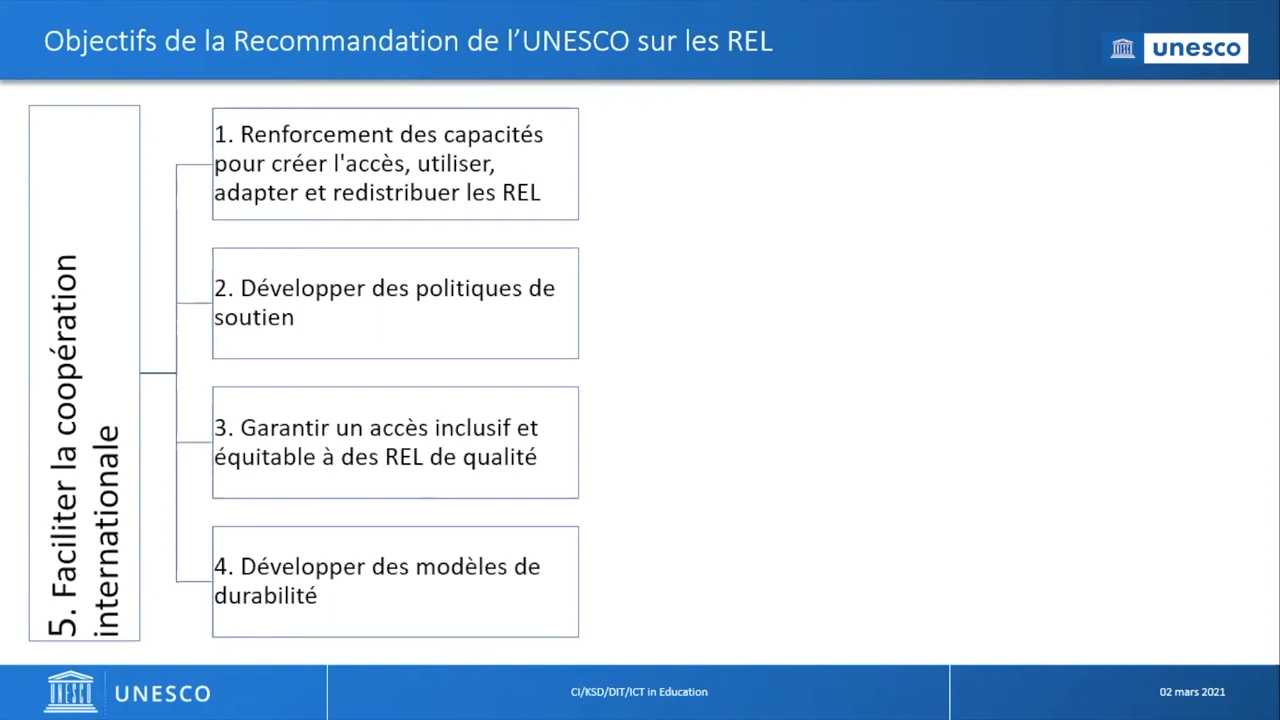 Objectifs de la Recommandation de l’UNESCO sur les REL
unesco
5. Faciliter la coopération
internationale
1. Renforcement des capacités
pour créer l'accès, utiliser,
adapter et redistribuer les REL
2. Développer des politiques de
soutien
3. Garantir un accès inclusif et
équitable à des REL de qualité
4. Développer des modèles de
durabilité
UNESCO
CI/KSD/DIT/ICT in Education
02 mars 2021